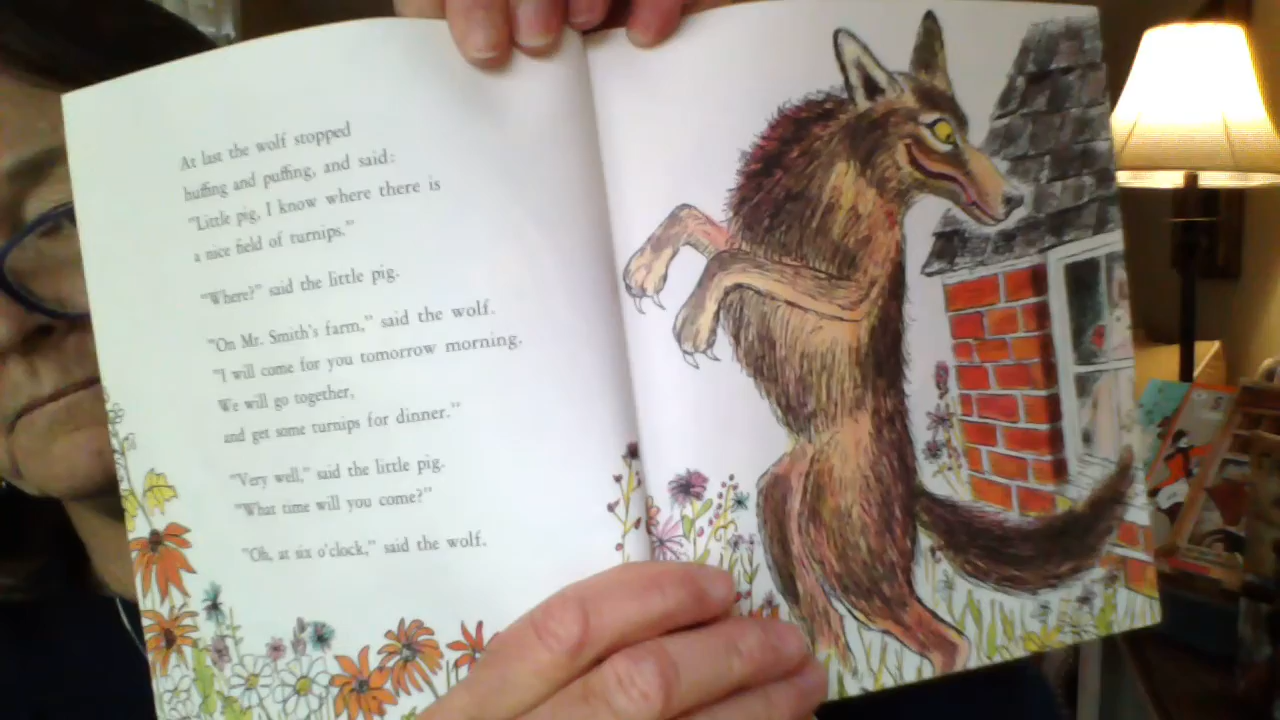 At last the wolf stopped
huffing and puffing, and said:
"Little pig, I know where there is
a nice field of turnips."
"Where?" said the little pig.
"On Mr. Smith's farm," said the wolf.
"I will come for you tomorrow morning.
We will go together,
and get some turnips for dinner."
"Very well," said the little pig.
"What time will you come?"
"Oh, at six o'clock," said the wolf.